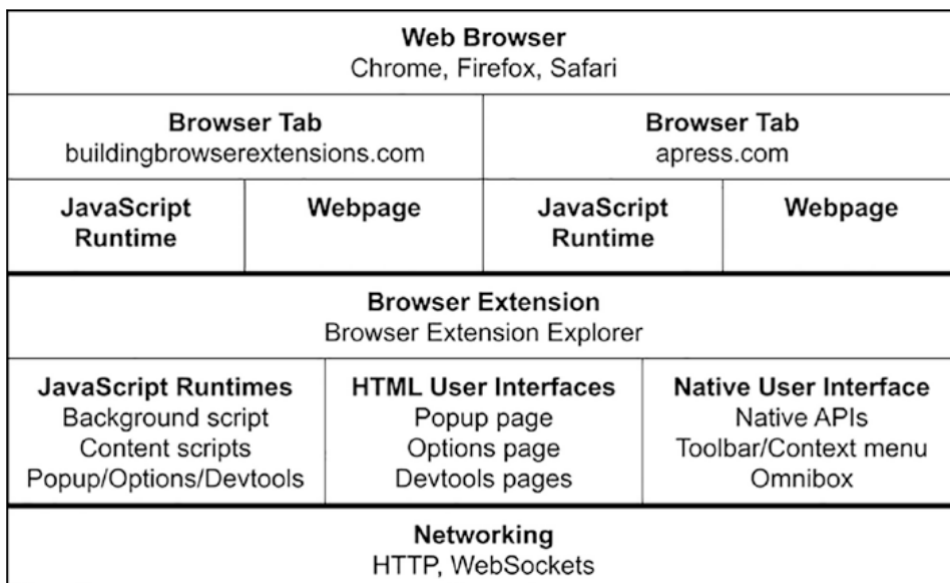 Web Browser
Chrome, Firefox, Safari
Browser Tab
buildingbrowserextensions.com
Browser Tab
apress.com
JavaScript
Runtime
Webpage
JavaScript
Runtime
Webpage
Browser Extension
Browser Extension Explorer
JavaScript Runtimes
Background script
Content scripts
Popup/Options/Devtools
HTML User Interfaces
Popup page
Options page
Devtools pages
Native User Interface
Native APIs
Toolbar/Context menu
Omnibox
Networking
HTTP, WebSockets